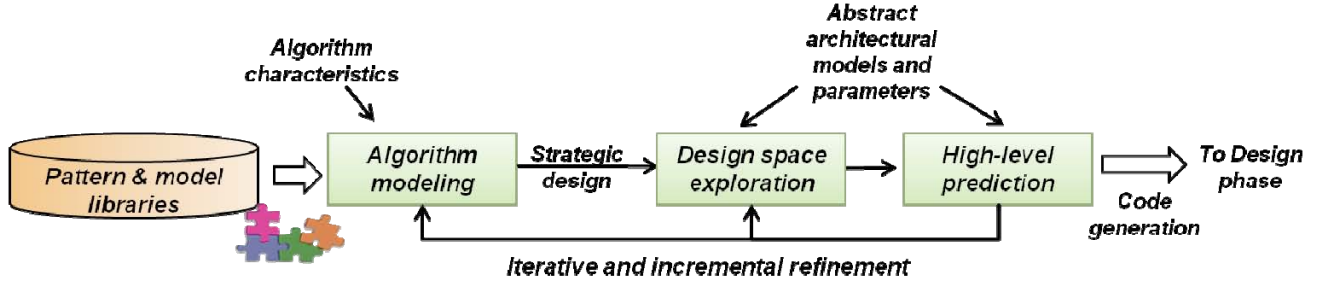 Algorithm
characteristics
Abstract
architectural
models and
parameters
Pattern & model
libraries
Algorithm
modeling
Strategic
design
Design space
exploration
High-level
prediction
Code
generation
To Design
phase
Iterative and incremental refinement